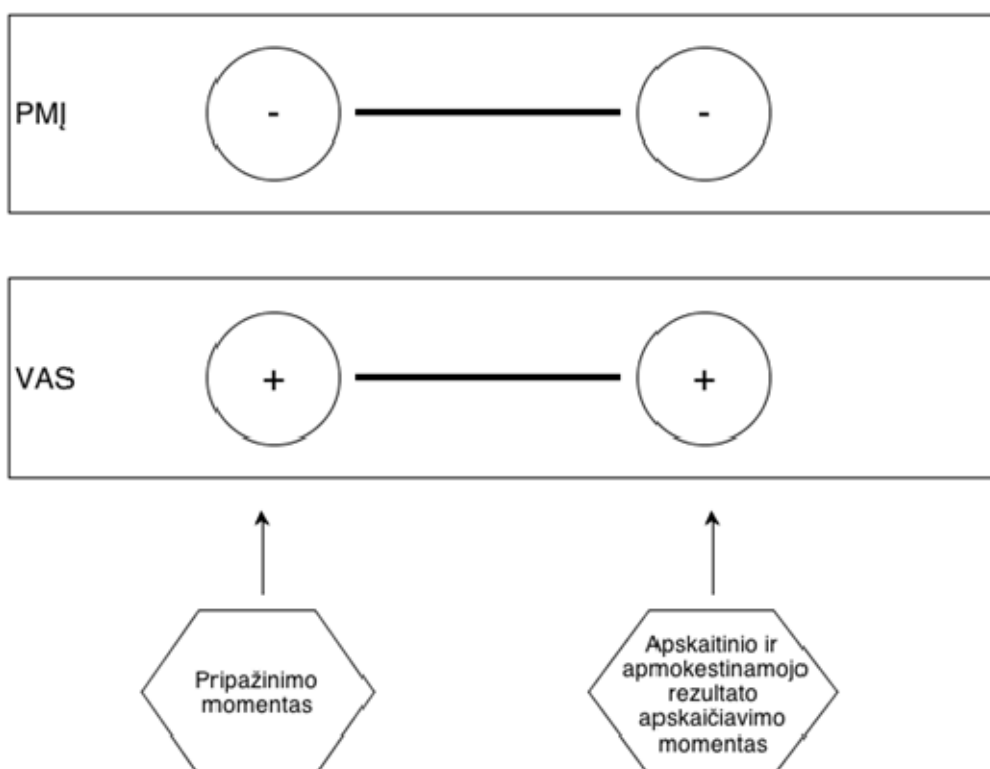 PMĮ
-
-
VAS
+
+
Pripažinimo
momentas
Apskaitinio ir
apmokestinamojo
rezultato
apskaičiavimo
momentas